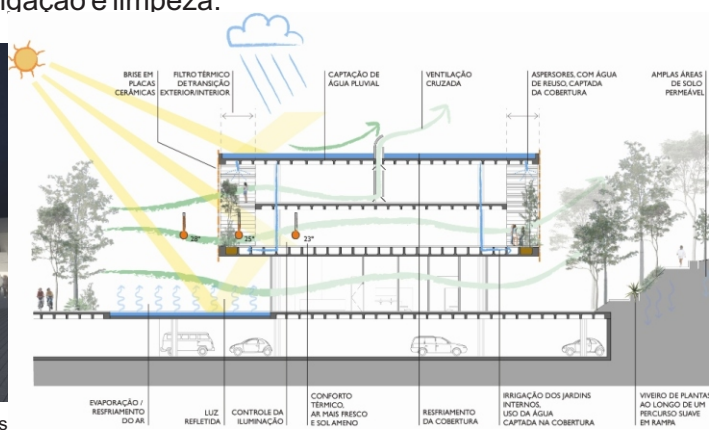 igação e limpeza.
BRISE EM
PLACAS
CERÂMICAS
FILTRO TÉRMICO
DE TRANSIÇÃO
EXTERIOR/INTERIOR
CAPTAÇÃO DE
ÁGUA PLUVIAL
VENTILAÇÃO
CRUZADA
ASPERSORES, COM ÁGUA
DE REUSO, CAPTADA
DA COBERTURA
AMPLAS ÁREAS
DE SOLO
PERMEÁVEL
28°
25°
23°
EVAPORAÇÃO /
RESFRIAMENTO
DO AR
LUZ
REFLETIDA
CONTROLE DA
ILUMINAÇÃO
CONFORTO
TÉRMICO,
AR MAIS FRESCO
E SOL AMENO
RESFRIAMENTO
DA COBERTURA
IRRIGAÇÃO DOS JARDINS
INTERNOS,
USO DA ÁGUA
CAPTADA NA COBERTURA
VIVEIRO DE PLANTAS
AO LONGO DE UM
PERCURSO SUAVE
EM RAMPA
s